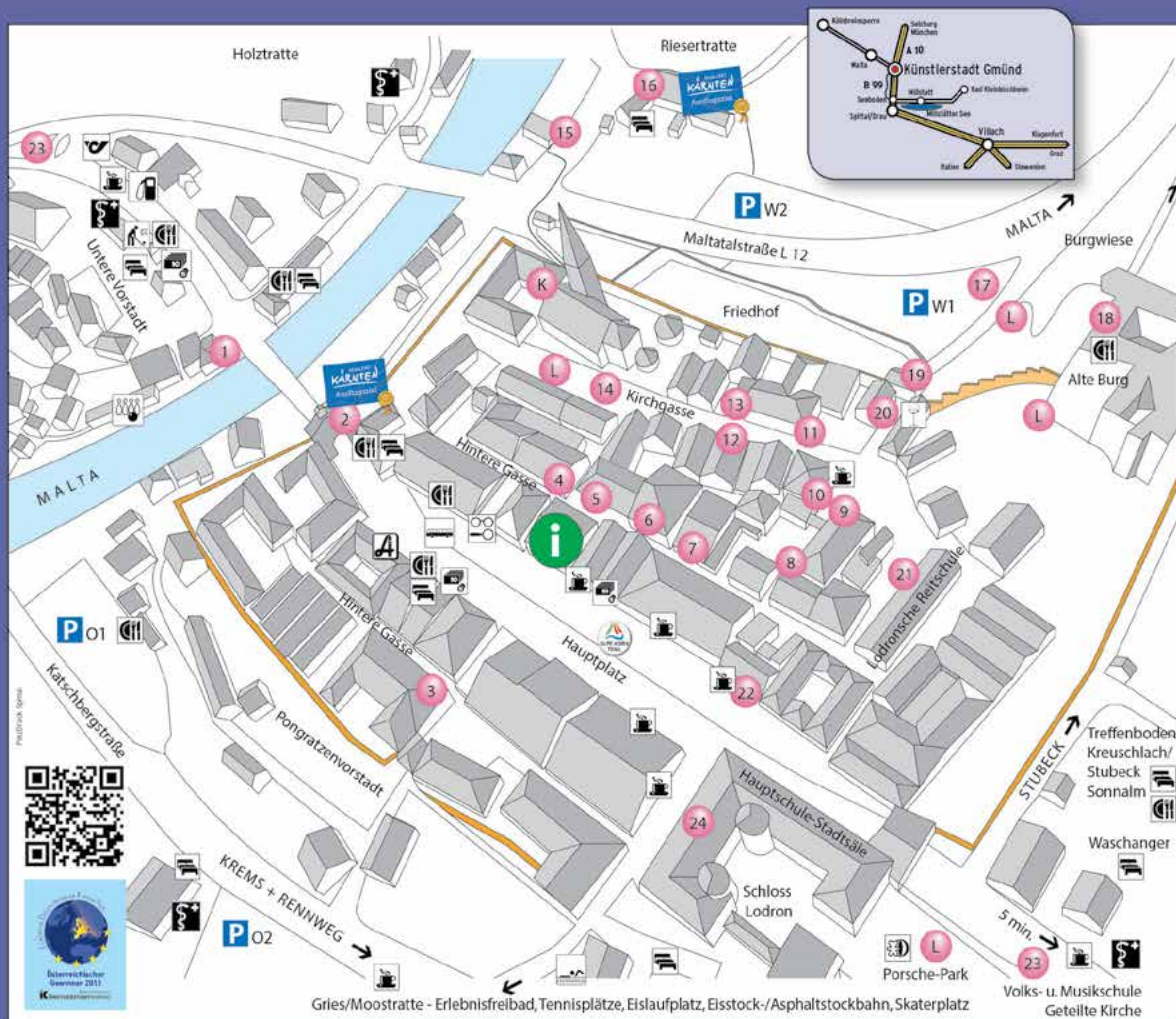 Holztratte
Riesertratte
Kölnbreinsperre
Salzburg
München
A 10
Malta
Künstlerstadt Gmünd
B 99
Millstatt
Bad Kleinkirchheim
Seeboden
Millstätter See
Spittal/Drau
Villach
Klagenfurt
Graz
Italien
Slowenien
16
KÄRNTEN
Ausflugsziel
15
23
P W2
Maltatalstraße L 12
MALTA
Burgwiese
17
P W1
L
18
Friedhof
K
Untere Vorstadt
1
L
14
Kirchgasse
13
12
11
19
20
Alte Burg
L
KÄRNTEN
Ausflugsziel
2
MALTA
Hintere Gasse
4
5
6
7
10
9
8
21
Lodronsche Reitschule
i
P O1
Hintere Gasse
Hauptplatz
22
3
Katschbergstraße
Pongratzenvorstadt
24
Hauptschule-Stadtsäle
STUBECK
Treffenboden
Kreuschlach/
Stubeck
Sonnalm
Waschanger
Schloss
Lodron
KREMS + RENNWEG
P O2
Österreichischer
Gewinner 2011
5 min.
L
Porsche-Park
23
Volks- u. Musikschule
Geteilte Kirche
Gries/Moostratte - Erlebnisfreibad, Tennisplätze, Eislaufplatz, Eisstock-/Asphaltstockbahn, Skaterplatz